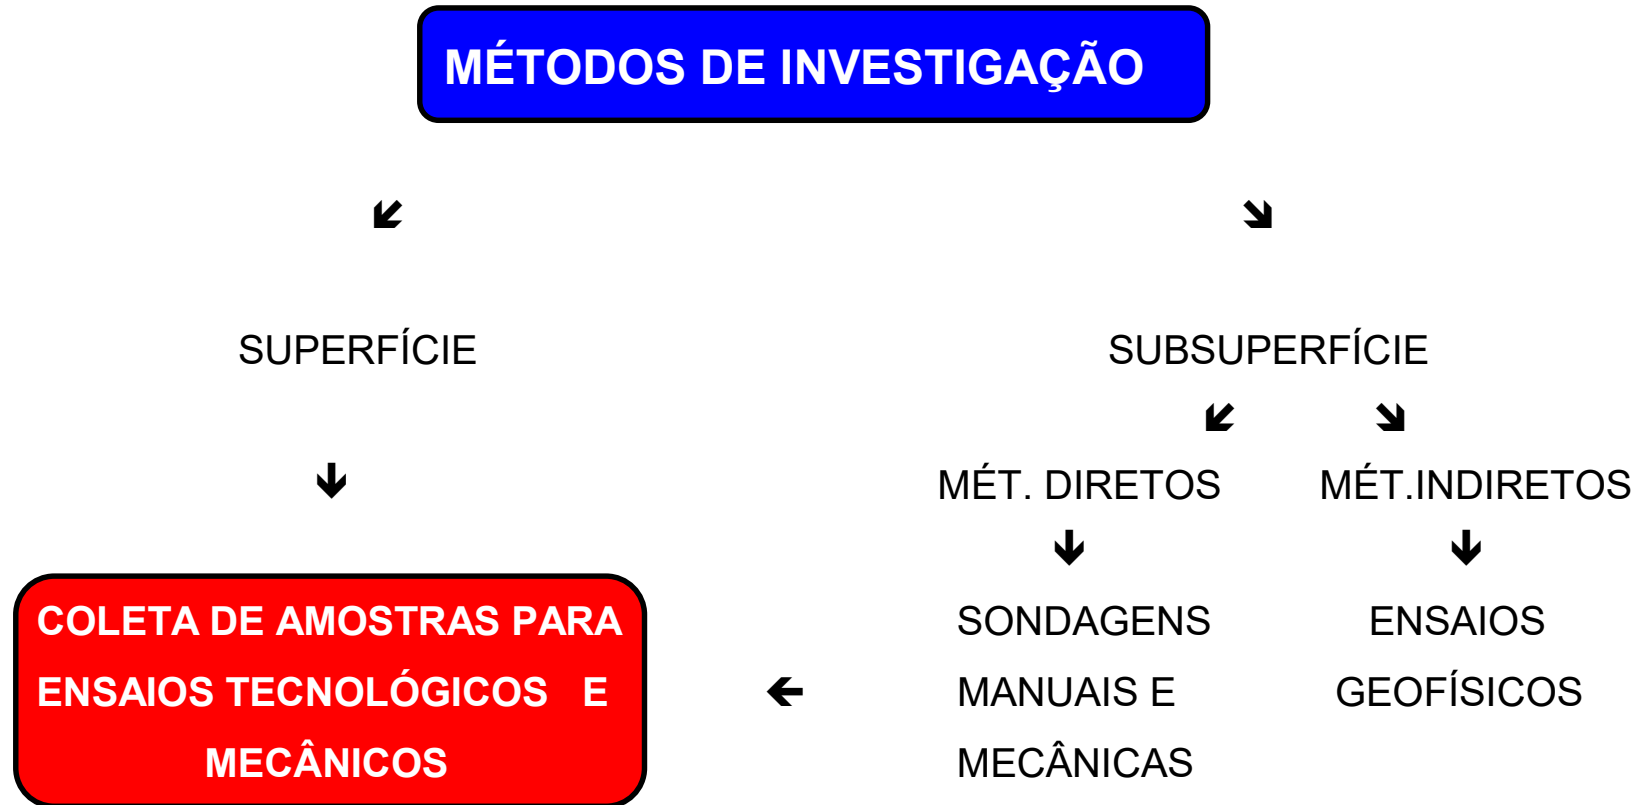 MÉTODOS DE INVESTIGAÇÃO
SUPERFÍCIE
SUBSUPERFÍCIE
MÉT. DIRETOS
MÉT.INDIRETOS
COLETA DE AMOSTRAS PARA
ENSAIOS TECNOLÓGICOS E
MECÂNICOS
SONDAGENS
MANUAIS E
MECÂNICAS
ENSAIOS
GEOFÍSICOS